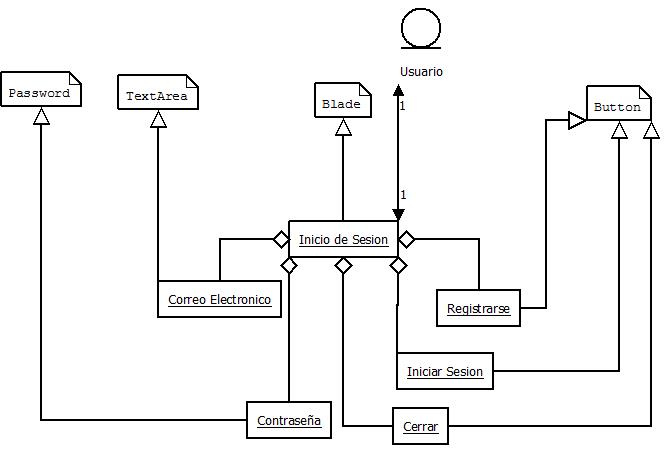 Usuario
Password
TextArea
Blade
Button
1
1
Inicio de Sesion
Correo Electronico
Registrarse
Iniciar Sesion
Contraseña
Cerrar